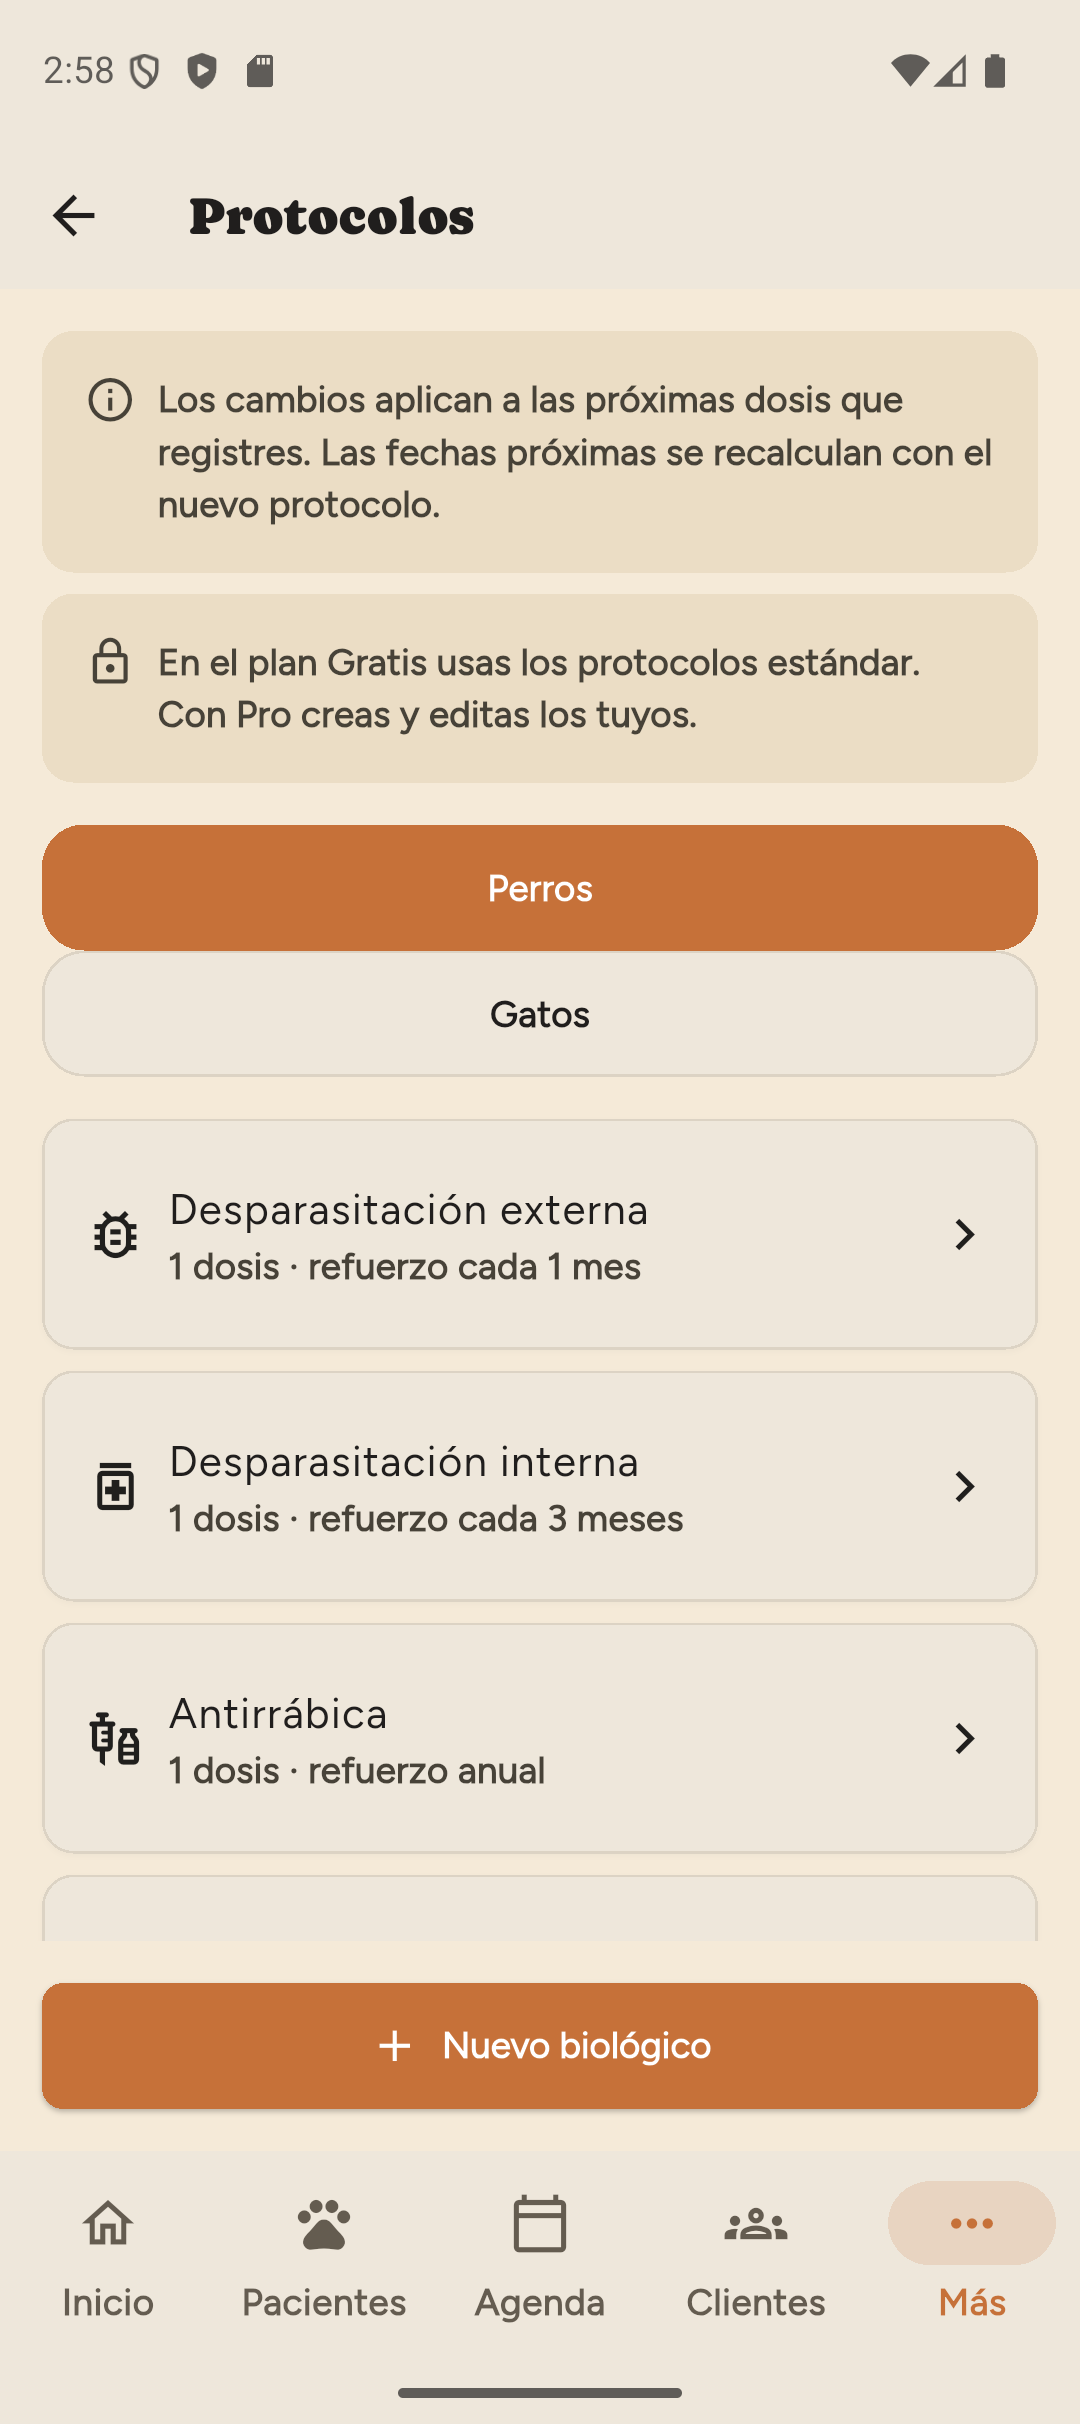 2:58
Protocolos
Los cambios aplican a las próximas dosis que
registres. Las fechas próximas se recalculan con el
nuevo protocolo.
En el plan Gratis usas los protocolos estándar.
Con Pro creas y editas los tuyos.
Perros
Gatos
Desparasitación externa
1 dosis · refuerzo cada 1 mes
Desparasitación interna
1 dosis · refuerzo cada 3 meses
Antirrábica
1 dosis · refuerzo anual
Nuevo biológico
Inicio
Pacientes
Agenda
Clientes
Más